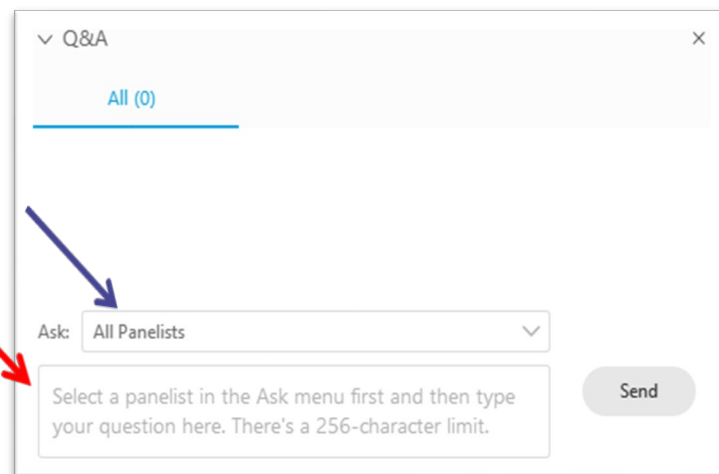 Q&A
All (0)
Ask: All Panelists
Select a panelist in the Ask menu first and then type
your question here. There's a 256-character limit.
Send